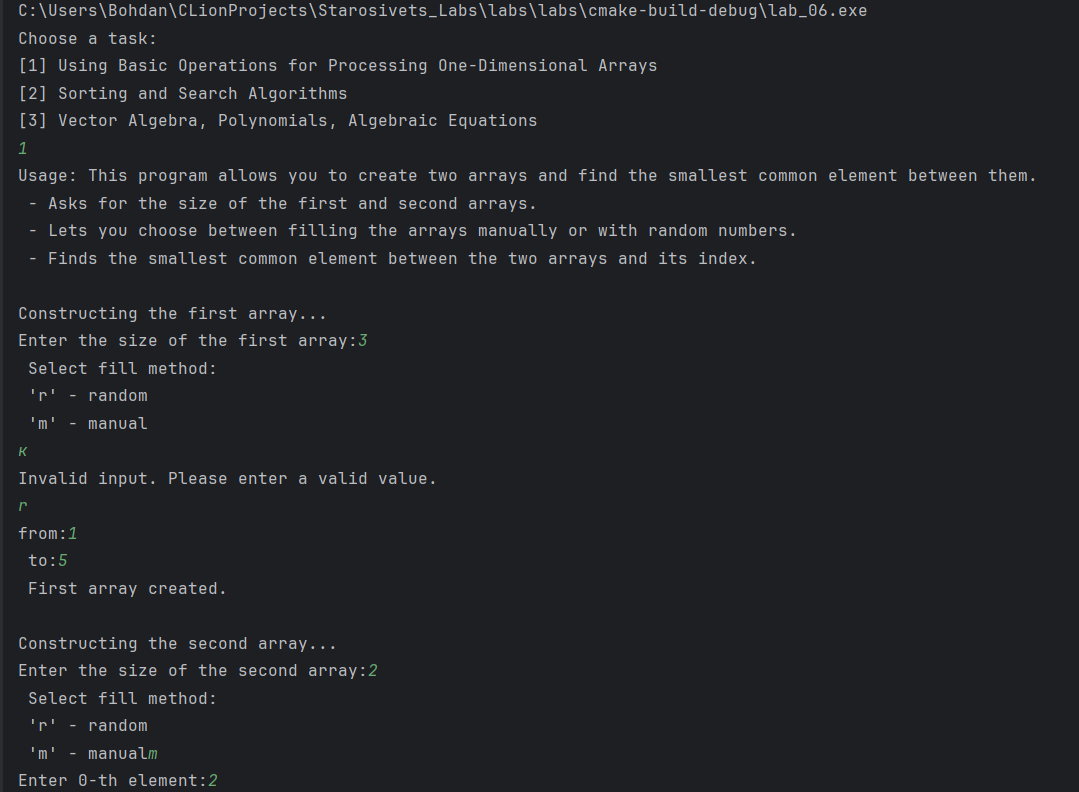 C:\Users\Bohdan\CLionProjects\Starosivets_Labs\labs\labs\cmake-build-debug\lab_06.exe
Choose a task:
[1] Using Basic Operations for Processing One-Dimensional Arrays
[2] Sorting and Search Algorithms
[3] Vector Algebra, Polynomials, Algebraic Equations
1
Usage: This program allows you to create two arrays and find the smallest common element between them.
 - Asks for the size of the first and second arrays.
 - Lets you choose between filling the arrays manually or with random numbers.
 - Finds the smallest common element between the two arrays and its index.

Constructing the first array...
Enter the size of the first array:3
 Select fill method:
 'r' - random
 'm' - manual
к
Invalid input. Please enter a valid value.
r
from:1
 to:5
 First array created.

Constructing the second array...
Enter the size of the second array:2
 Select fill method:
 'r' - random
 'm' - manualm
Enter 0-th element:2